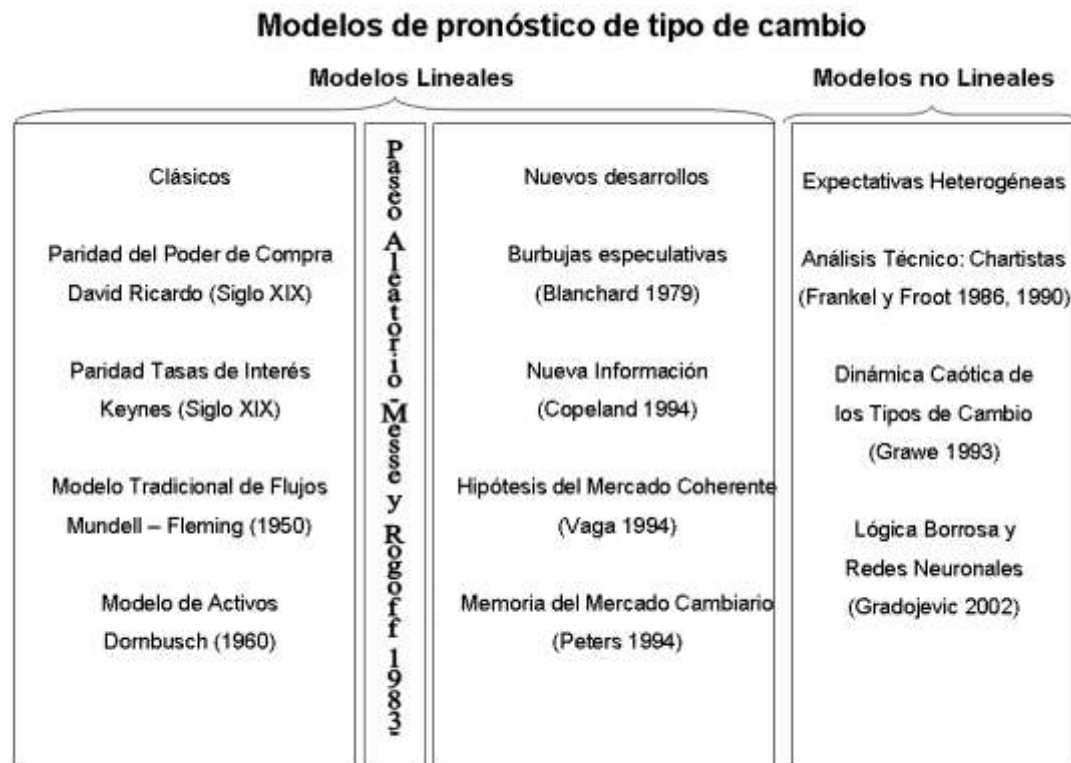 Modelos de pronóstico de tipo de cambio
Modelos Lineales
Modelos no Lineales
Clásicos
Paridad del Poder de Compra
David Ricardo (Siglo XIX)
Paridad Tasas de Interés
Keynes (Siglo XIX)
Modelo Tradicional de Flujos
Mundell – Fleming (1950)
Modelo de Activos
Dornbusch (1960)
Paseo Aleatorio -Messe y Rogoff 1983-
Nuevos desarrollos
Burbujas especulativas
(Blanchard 1979)
Nueva Información
(Copeland 1994)
Hipótesis del Mercado Coherente
(Vaga 1994)
Memoria del Mercado Cambiario
(Peters 1994)
Expectativas Heterogéneas
Análisis Técnico: Chartistas
(Frankel y Froot 1986, 1990)
Dinámica Caótica de
los Tipos de Cambio
(Grawe 1993)
Lógica Borrosa y
Redes Neuronales
(Gradojevic 2002)